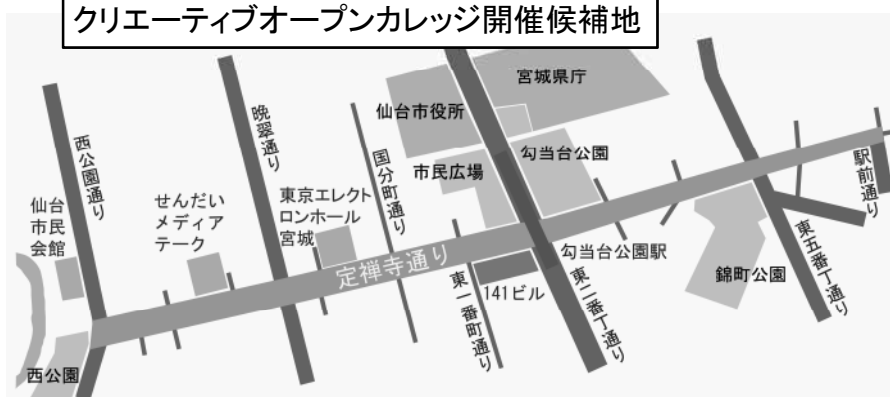 クリエーティブオープンカレッジ開催候補地
宮城県庁
仙台市役所
晩翠通り
西公園通り
国分町通り
勾当台公園
市民広場
駅前通り
仙台
市民
会館
せんだい
メディア
テーク
東京エレクト
ロンホール
宮城
定禅寺通り
勾当台公園駅
東五番丁通り
錦町公園
141ビル
東一番町通り
東二番丁通り
西公園